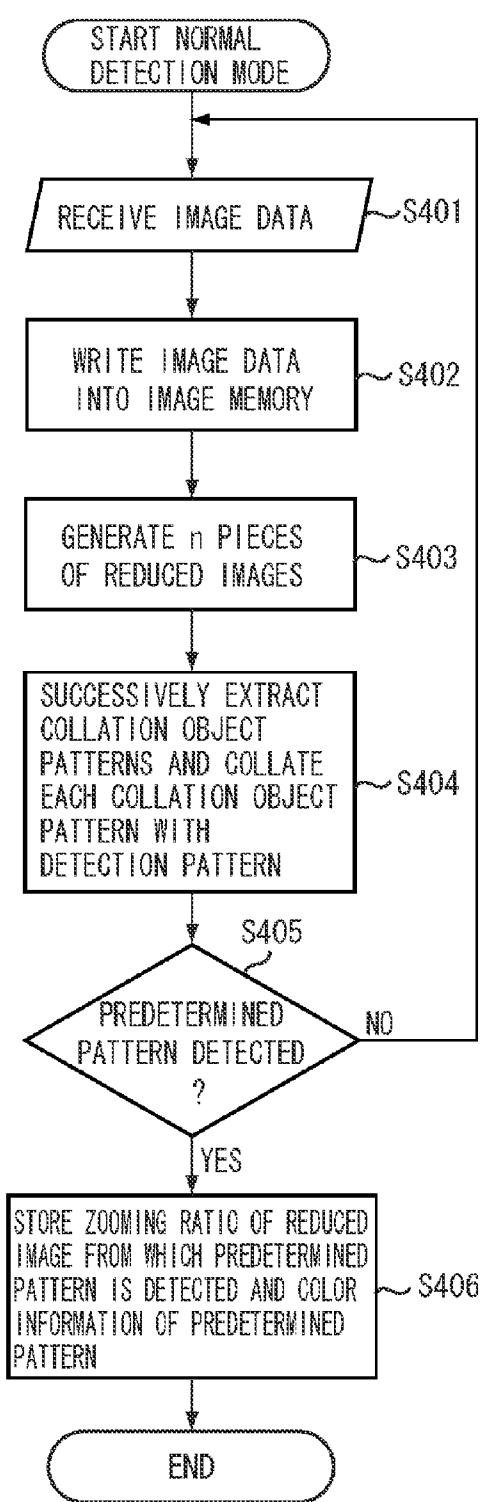 START NORMAL
DETECTION MODE
RECEIVE IMAGE DATA
S401
WRITE IMAGE DATA
INTO IMAGE MEMORY
S402
GENERATE n PIECES
OF REDUCED IMAGES
S403
SUCCESSIVELY EXTRACT
COLLATION OBJECT
PATTERNS AND COLLATE
EACH COLLATION OBJECT
PATTERN WITH
DETECTION PATTERN
S404
S405
PREDETERMINED
PATTERN DETECTED
?
NO
YES
STORE ZOOMING RATIO OF REDUCED
IMAGE FROM WHICH PREDETERMINED
PATTERN IS DETECTED AND COLOR
INFORMATION OF PREDETERMINED
PATTERN
S406
END